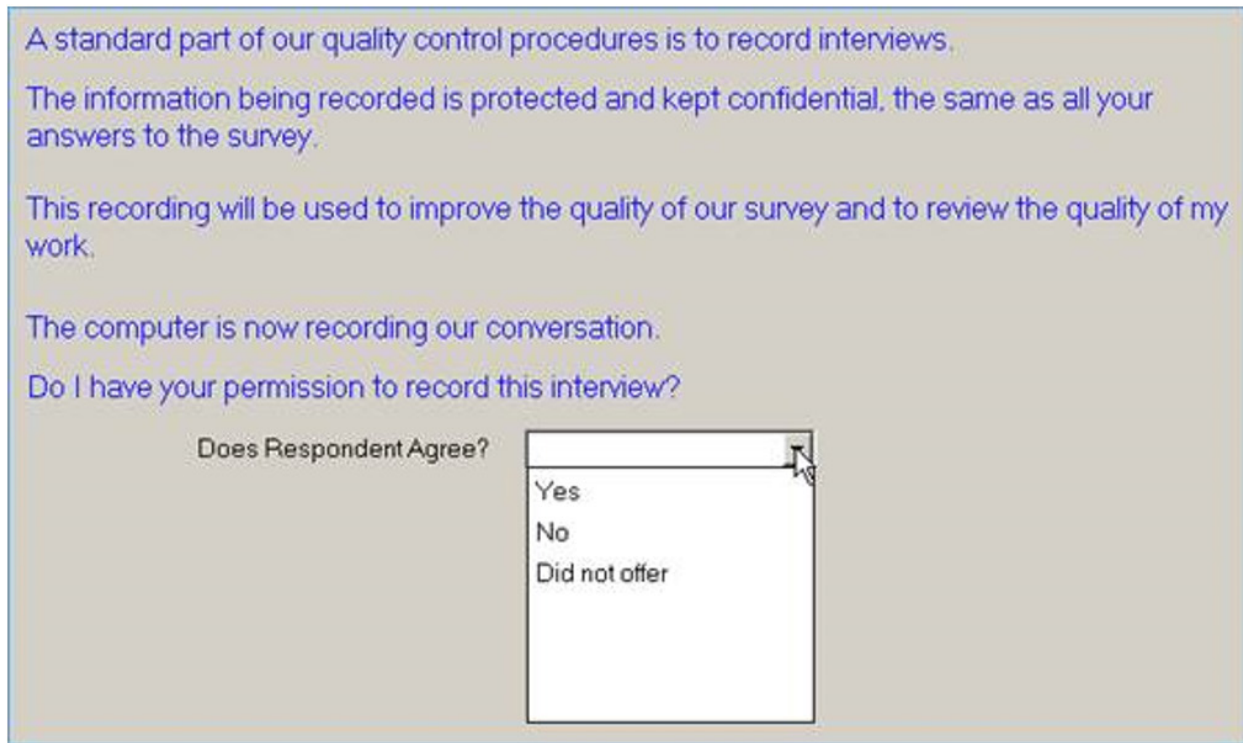 A standard part of our quality control procedures is to record interviews.
The information being recorded is protected and kept confidential, the same as all your
answers to the survey.
This recording will be used to improve the quality of our survey and to review the quality of my
work.
The computer is now recording our conversation.
Do I have your permission to record this interview?
Does Respondent Agree?
Yes
No
Did not offer